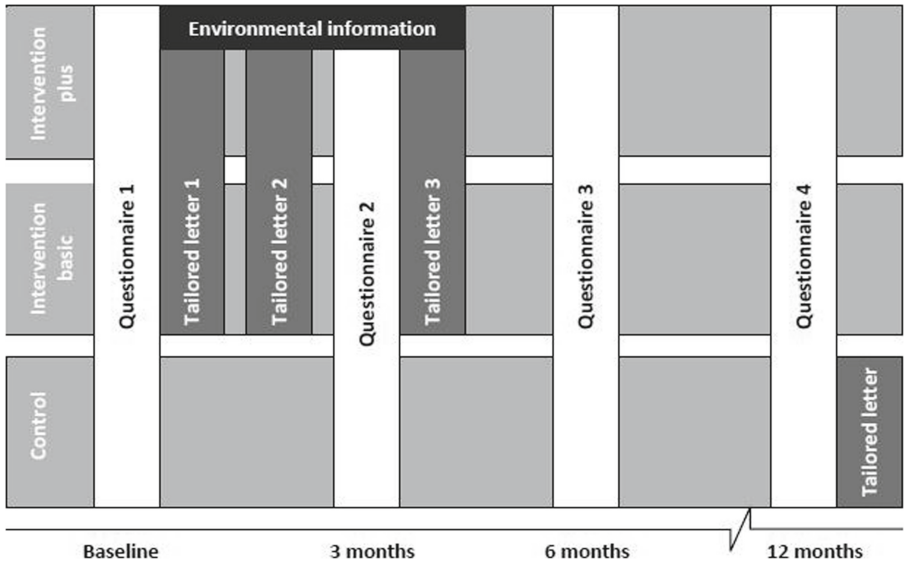 Environmental information
Intervention
plus
Intervention
basic
Control
Questionnaire 1
Tailored letter 1
Tailored letter 2
Questionnaire 2
Tailored letter 3
Questionnaire 3
Questionnaire 4
Tailored letter
Baseline
3 months
6 months
12 months